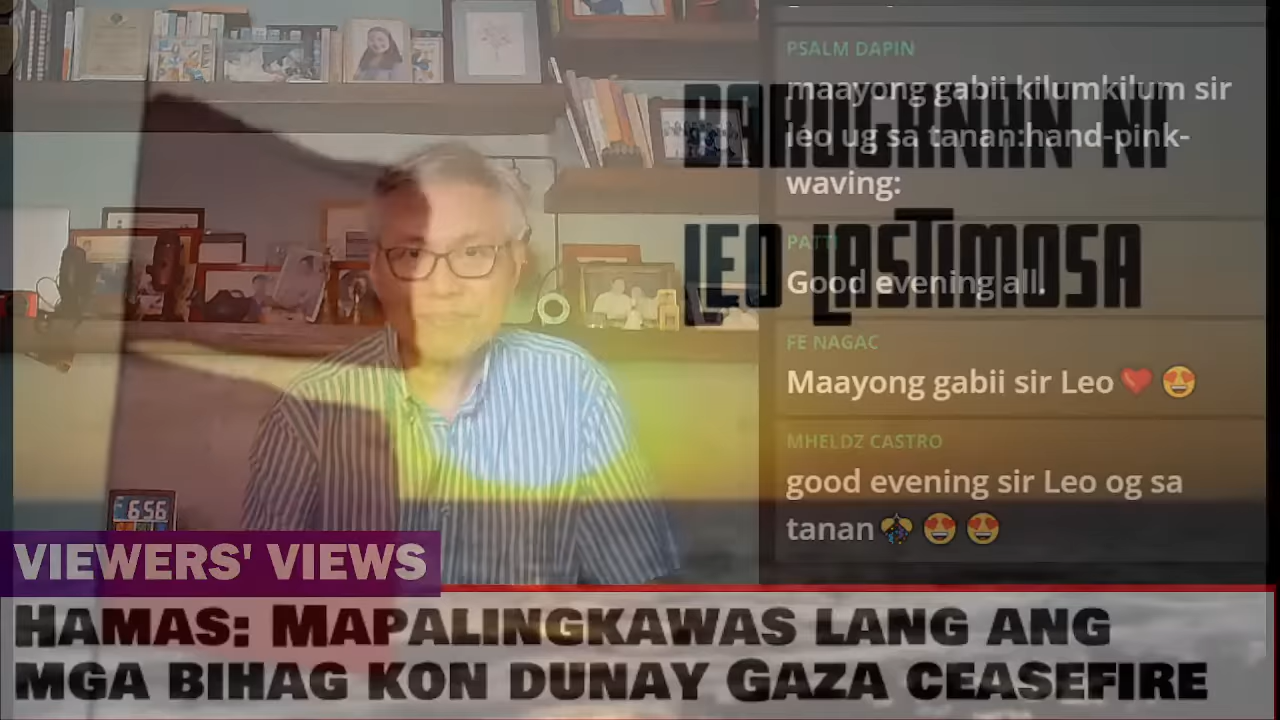 PSALM DAPIN
maayong gabii kilumkilum sir
leo ug sa tanan:hand-pink-
waving:
PATTI
Good evening all.
FE NAGAC
Maayong gabii sir Leo❤️😍
MHELDZ CASTRO
good evening sir Leo og sa
tanan🎊😍😍
NI
LEO LASTIMOSA
6:56
VIEWERS' VIEWS
HAMAS: MAPALINGKAWAS LANG ANG
MGA BIHAG KON DUNAY GAZA CEASEFIRE